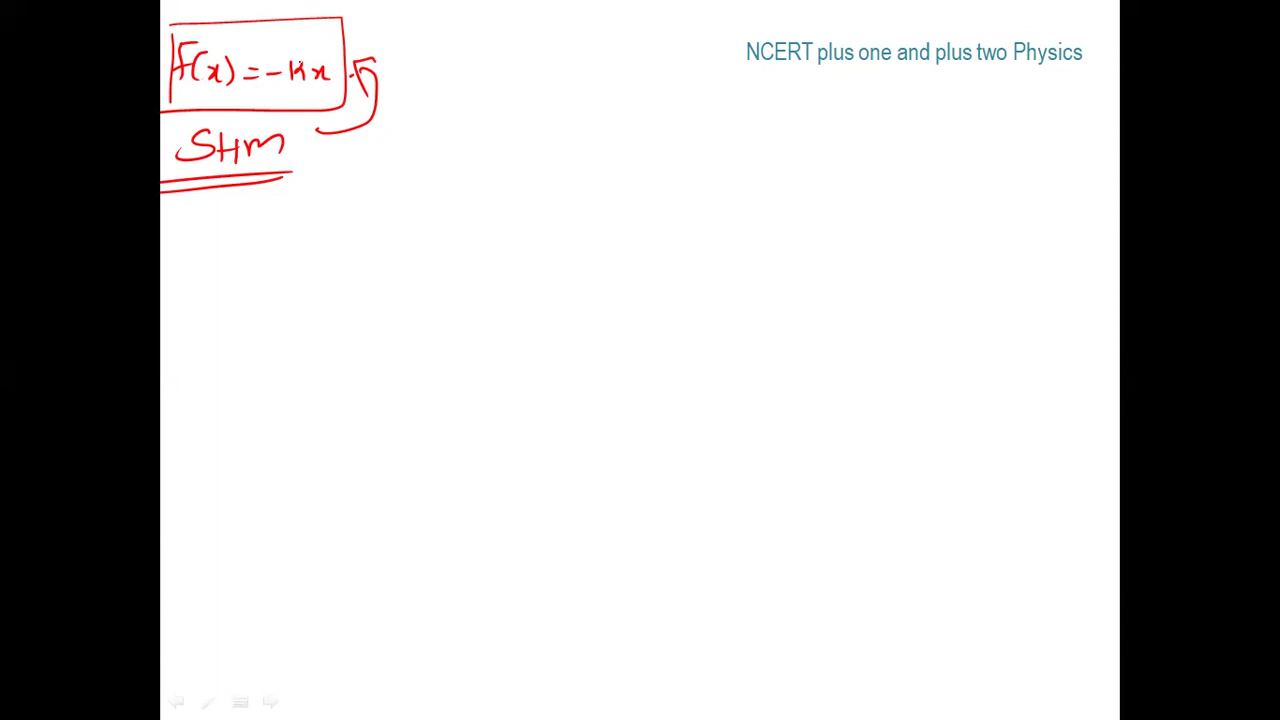 F(x) = -kx
SHM
NCERT plus one and plus two Physics